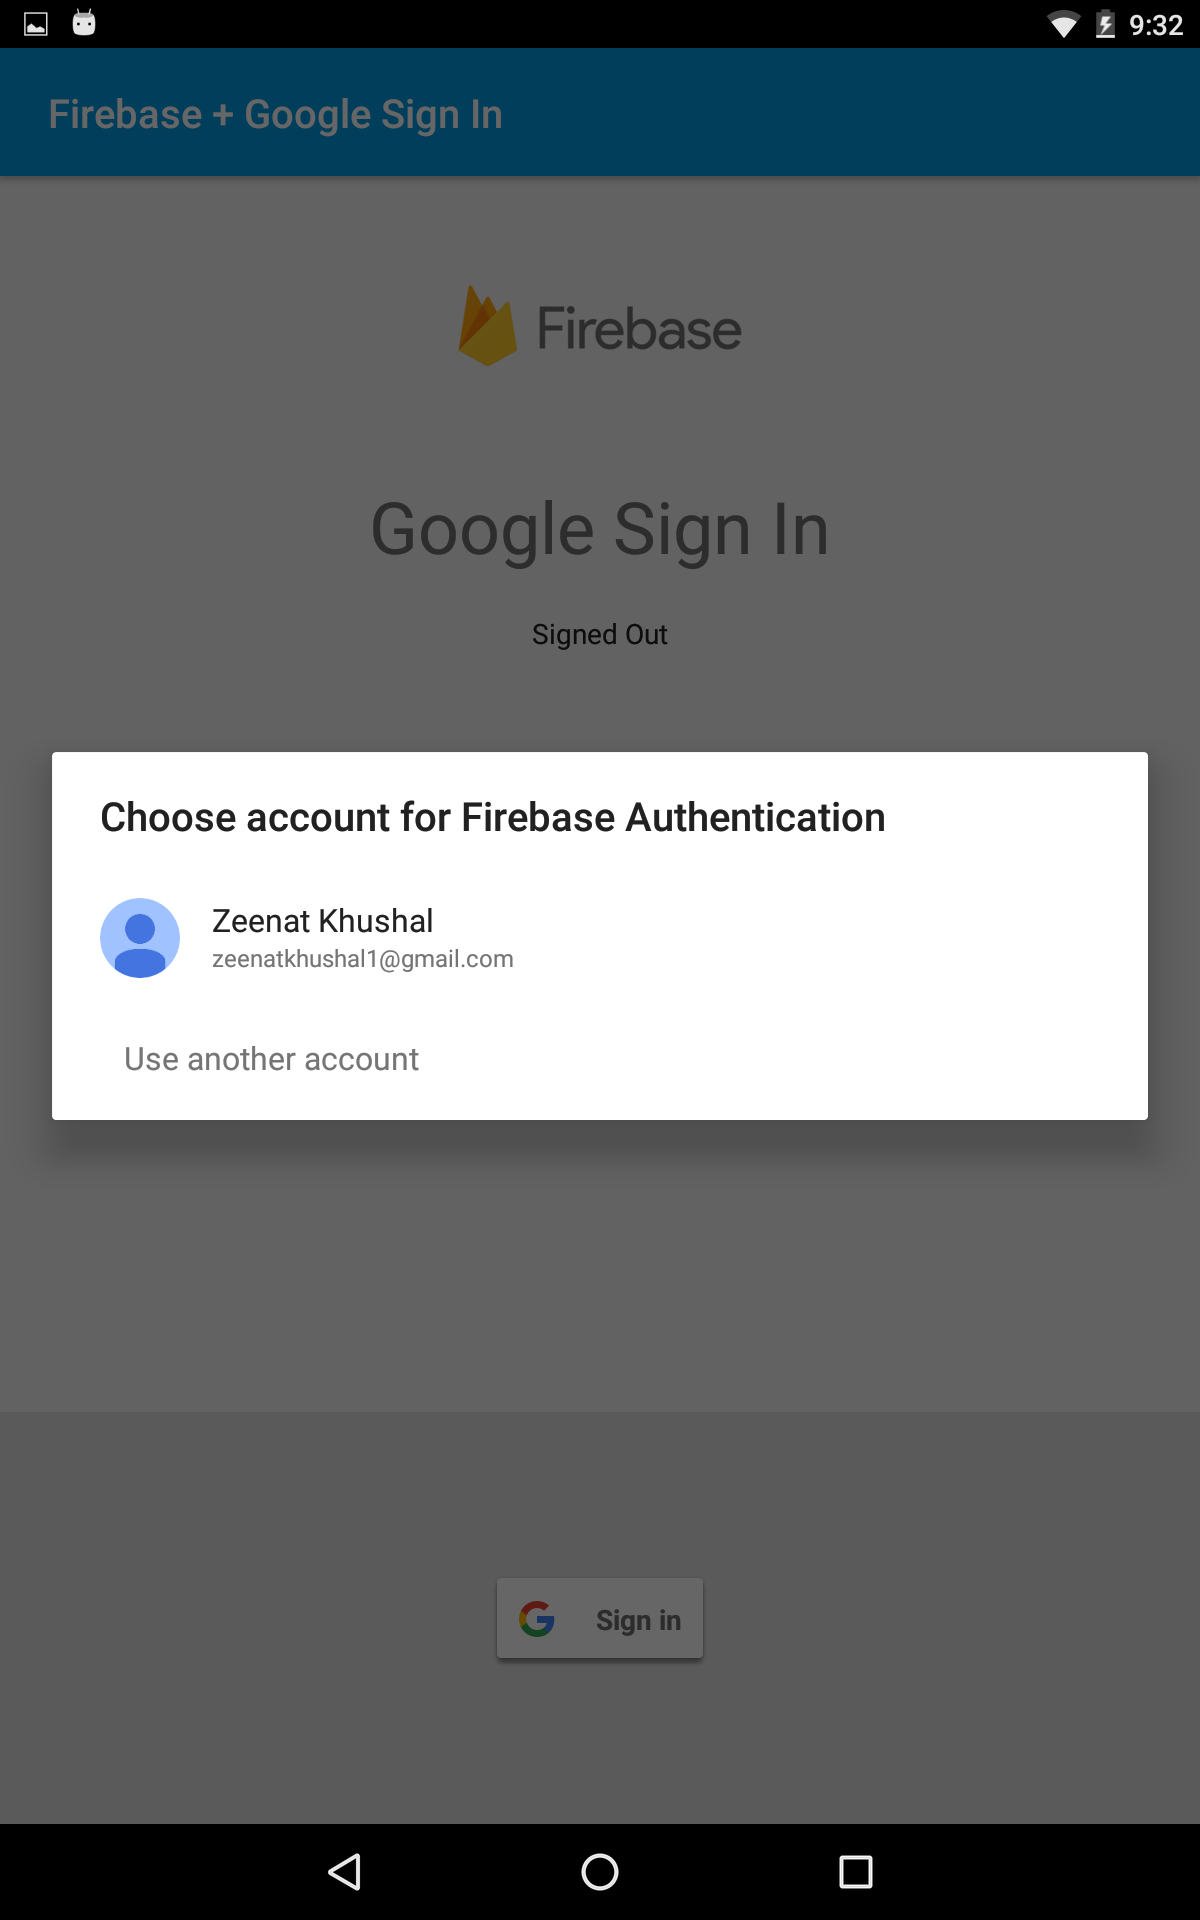 9:32
Firebase + Google Sign In
Firebase
Google Sign In
Signed Out
Choose account for Firebase Authentication
Zeenat Khushal
zeenatkhushal1@gmail.com
Use another account
Sign in